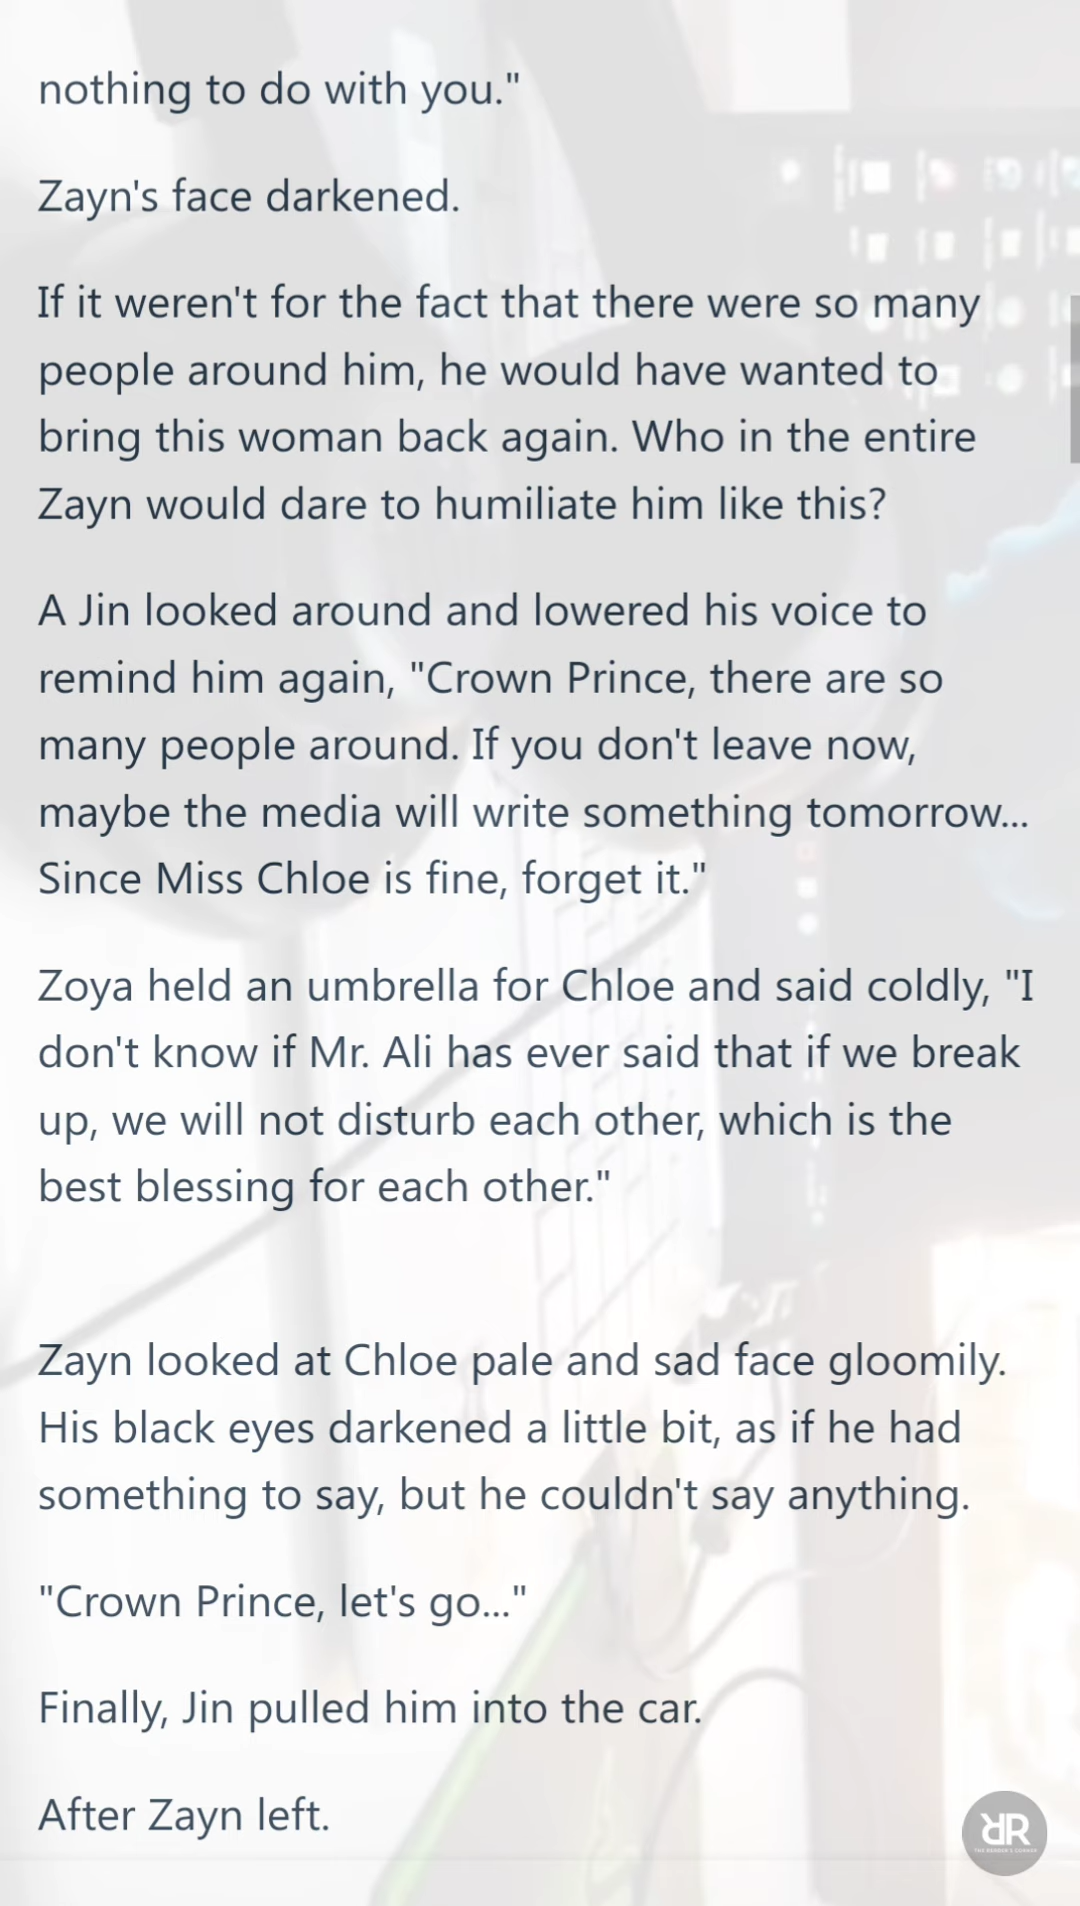 nothing to do with you."
Zayn's face darkened.
If it weren't for the fact that there were so many
people around him, he would have wanted to
bring this woman back again. Who in the entire
Zayn would dare to humiliate him like this?
A Jin looked around and lowered his voice to
remind him again, "Crown Prince, there are so
many people around. If you don't leave now,
maybe the media will write something tomorrow...
Since Miss Chloe is fine, forget it."
Zoya held an umbrella for Chloe and said coldly, "I
don't know if Mr. Ali has ever said that if we break
up, we will not disturb each other, which is the
best blessing for each other."
Zayn looked at Chloe pale and sad face gloomily.
His black eyes darkened a little bit, as if he had
something to say, but he couldn't say anything.
"Crown Prince, let's go..."
Finally, Jin pulled him into the car.
After Zayn left.
RR
THE READER'S CORNER